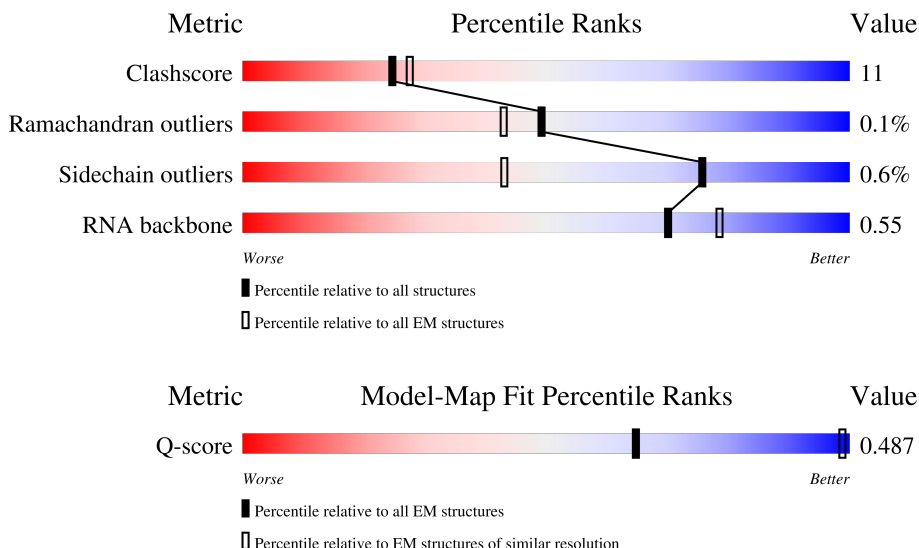 Metric Percentile Ranks Value
Clashscore 11
Ramachandran outliers 0.1%
Sidechain outliers 0.6%
RNA backbone 0.55
Worse Better
Percentile relative to all structures
Percentile relative to all EM structures
Metric Model-Map Fit Percentile Ranks Value
Q-score 0.487
Worse Better
Percentile relative to all EM structures
Percentile relative to EM structures of similar resolution